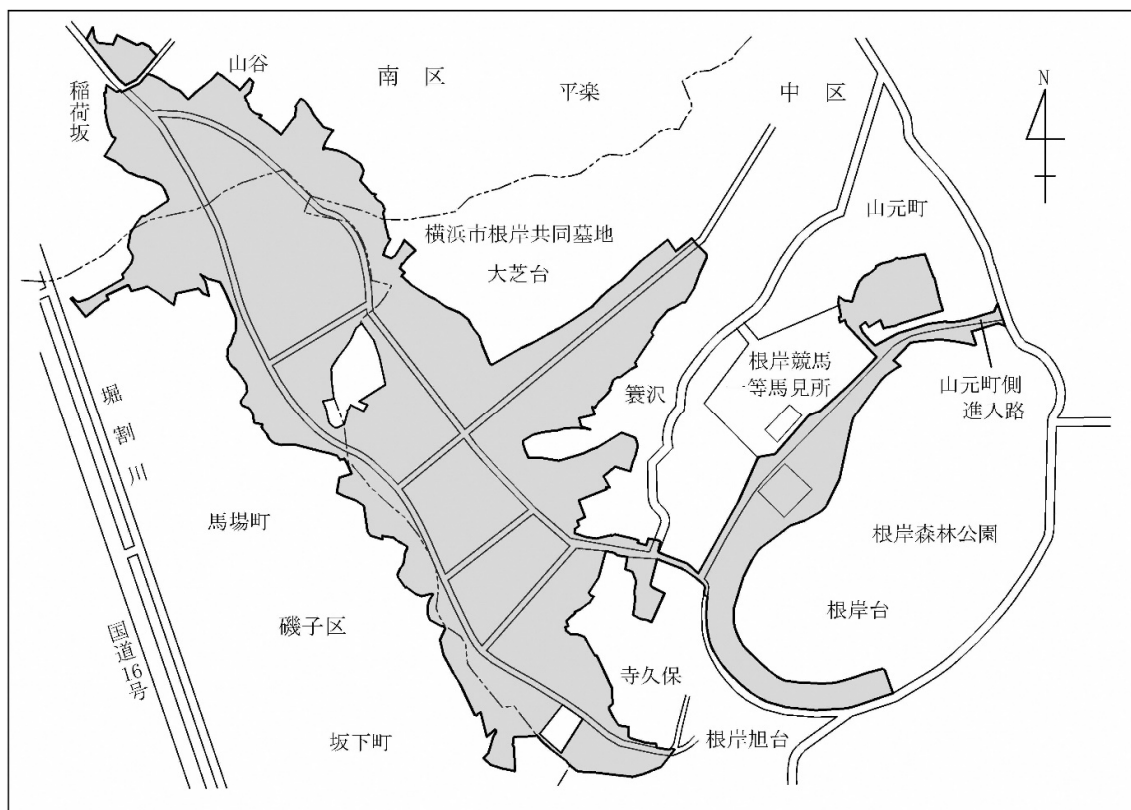 山谷
南区
平楽
中区
N
稲荷坂
山元町
横浜市根岸共同墓地
大芝台
根岸競馬
一等馬見所
山元町側
進入路
簑沢
堀割川
馬場町
根岸森林公園
根岸台
磯子区
国道16号
寺久保
坂下町
根岸旭台